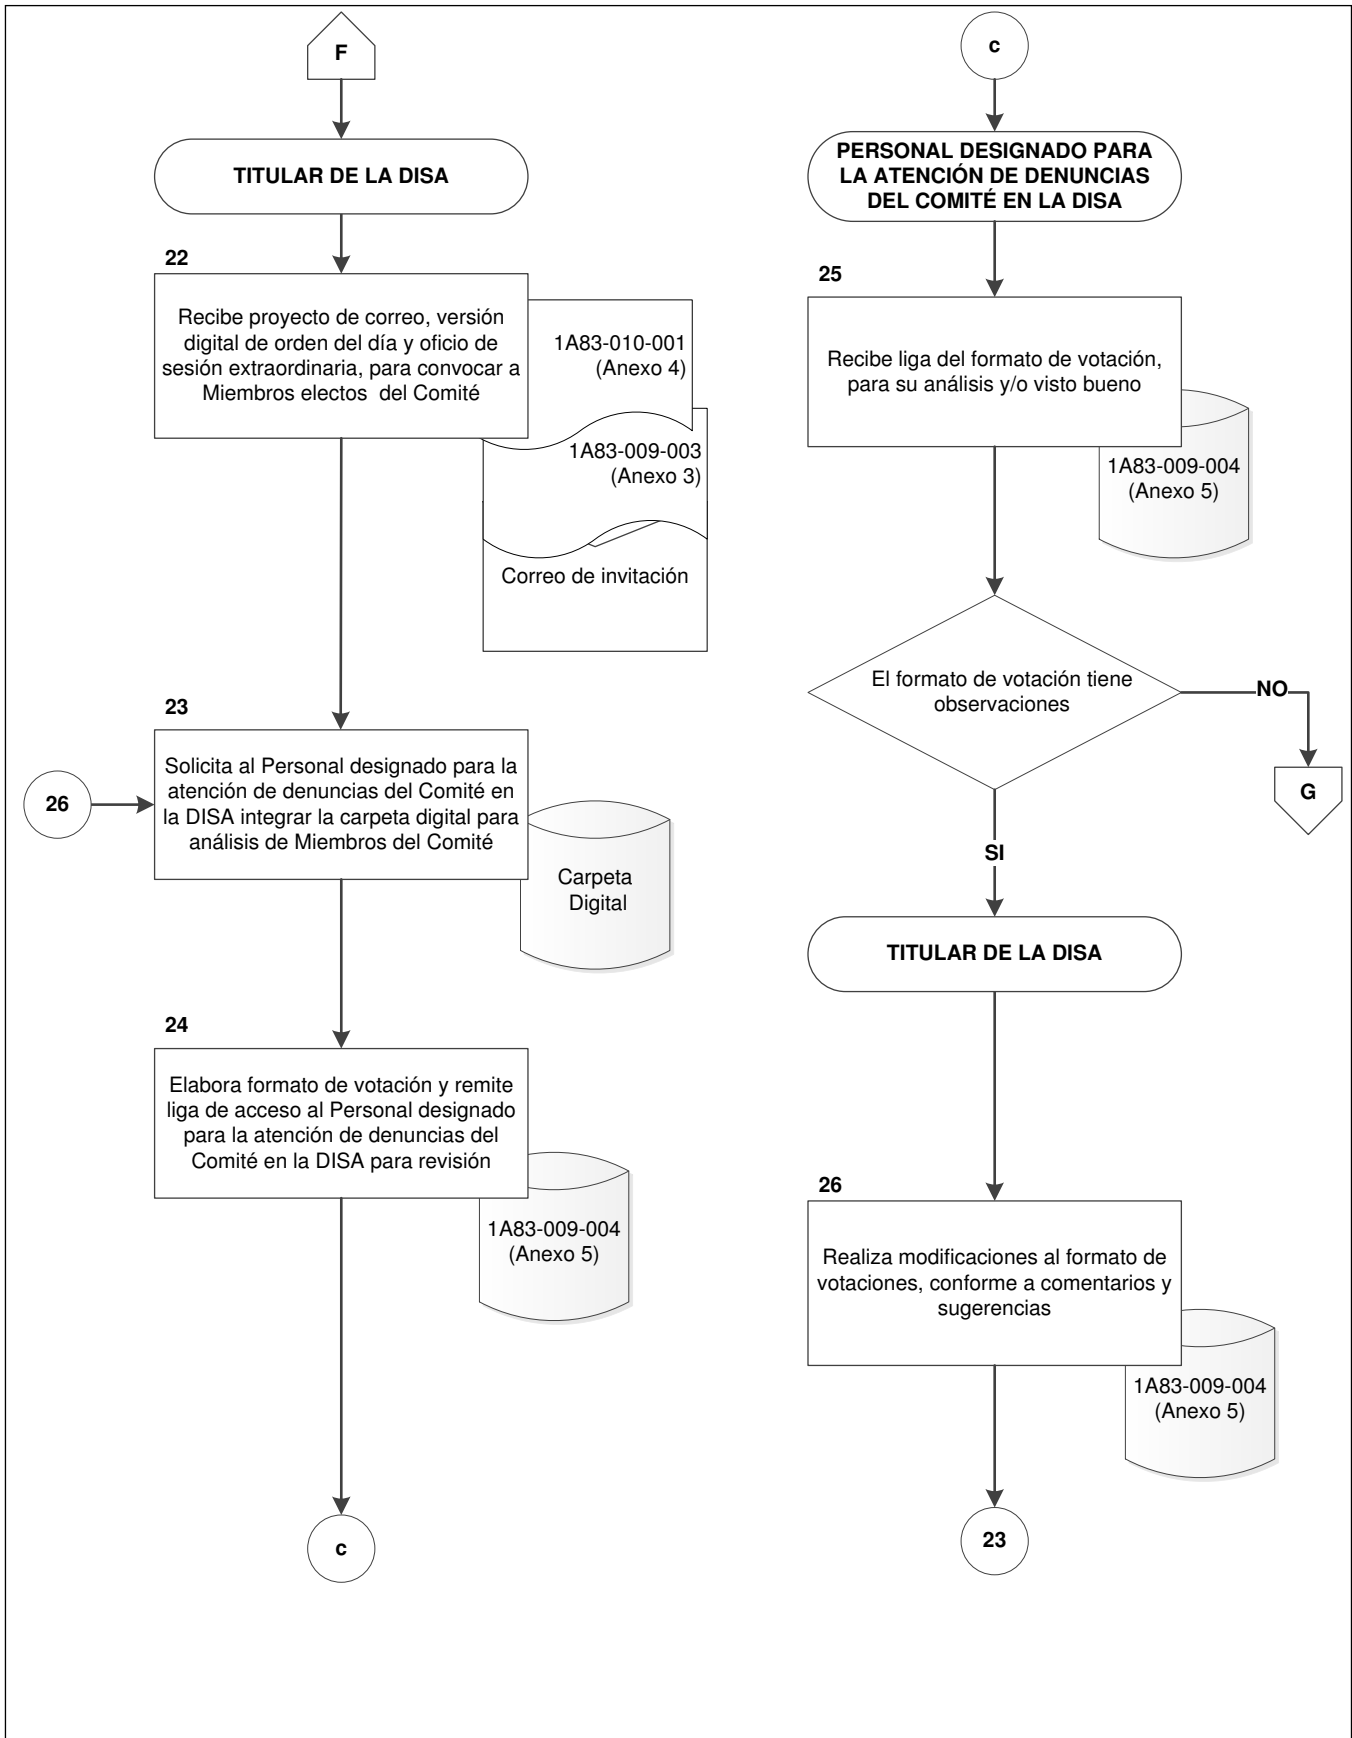 F
TITULAR DE LA DISA
22
Recibe proyecto de correo, versión
digital de orden del día y oficio de
sesión extraordinaria, para convocar a
Miembros electos del Comité
1A83-010-001
(Anexo 4)
1A83-009-003
(Anexo 3)
Correo de invitación
23
26
Solicita al Personal designado para la
atención de denuncias del Comité en
la DISA integrar la carpeta digital para
análisis de Miembros del Comité
Carpeta
Digital
24
Elabora formato de votación y remite
liga de acceso al Personal designado
para la atención de denuncias del
Comité en la DISA para revisión
1A83-009-004
(Anexo 5)
c
c
PERSONAL DESIGNADO PARA
LA ATENCIÓN DE DENUNCIAS
DEL COMITÉ EN LA DISA
25
Recibe liga del formato de votación,
para su análisis y/o visto bueno
1A83-009-004
(Anexo 5)
El formato de votación tiene
observaciones
NO
G
SI
TITULAR DE LA DISA
26
Realiza modificaciones al formato de
votaciones, conforme a comentarios y
sugerencias
1A83-009-004
(Anexo 5)
23